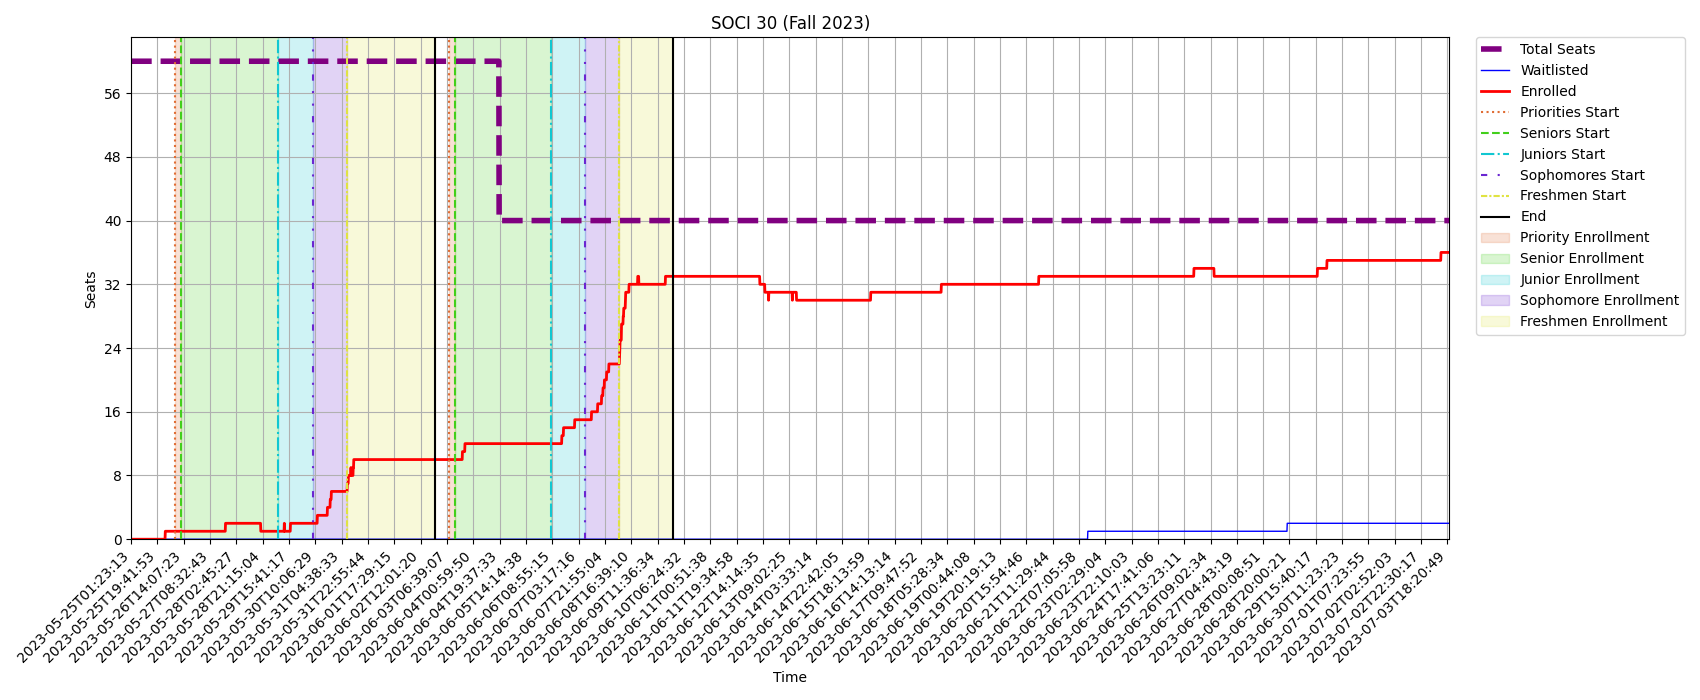 SOCI 30 (Fall 2023)
Seats
56
48
40
32
24
16
8
0
2023-05-25T01:23:13
2023-05-25T19:41:53
2023-05-26T14:07:23
2023-05-27T08:32:43
2023-05-28T02:45:27
2023-05-28T21:15:04
2023-05-29T15:41:17
2023-05-30T10:06:29
2023-05-31T04:38:33
2023-05-31T22:55:44
2023-06-01T17:29:15
2023-06-02T12:01:20
2023-06-03T06:39:07
2023-06-04T00:59:50
2023-06-04T19:37:33
2023-06-05T14:14:38
2023-06-06T08:55:15
2023-06-07T03:17:16
2023-06-07T21:55:04
2023-06-08T16:39:10
2023-06-09T11:36:34
2023-06-10T06:24:32
2023-06-11T00:51:38
2023-06-11T19:34:58
2023-06-12T14:14:35
2023-06-13T09:02:25
2023-06-14T03:33:14
2023-06-14T22:42:05
2023-06-15T18:13:59
2023-06-16T14:13:14
2023-06-17T09:47:52
2023-06-18T05:28:34
2023-06-19T00:44:08
2023-06-19T20:19:13
2023-06-20T15:54:46
2023-06-21T11:29:44
2023-06-22T07:05:58
2023-06-23T02:29:04
2023-06-23T22:10:03
2023-06-24T17:41:06
2023-06-25T13:23:11
2023-06-26T09:02:34
2023-06-27T04:43:19
2023-06-28T00:08:51
2023-06-28T20:00:21
2023-06-29T15:40:17
2023-06-30T11:23:23
2023-07-01T07:23:55
2023-07-02T02:52:03
2023-07-02T22:30:17
2023-07-03T18:20:49
Time
Total Seats
Waitlisted
Enrolled
Priorities Start
Seniors Start
Juniors Start
Sophomores Start
Freshmen Start
End
Priority Enrollment
Senior Enrollment
Junior Enrollment
Sophomore Enrollment
Freshmen Enrollment